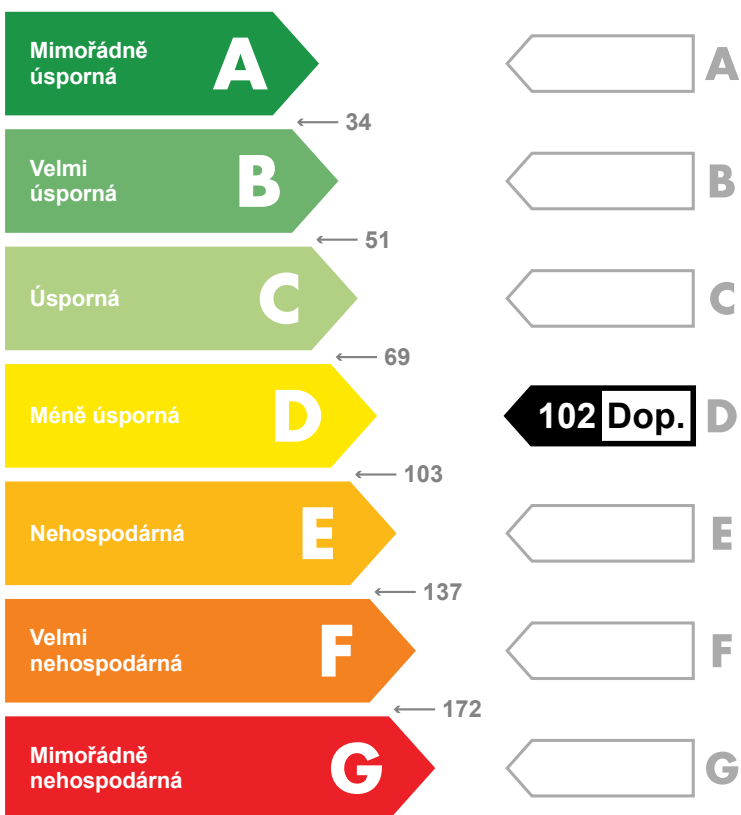 Mimořádně
úsporná
A
A
34
Velmi
úsporná
B
B
51
Úsporná
C
C
69
Méně úsporná
D
102 Dop.
D
103
Nehospodárná
E
E
137
Velmi
nehospodárná
F
F
172
Mimořádně
nehospodárná
G
G